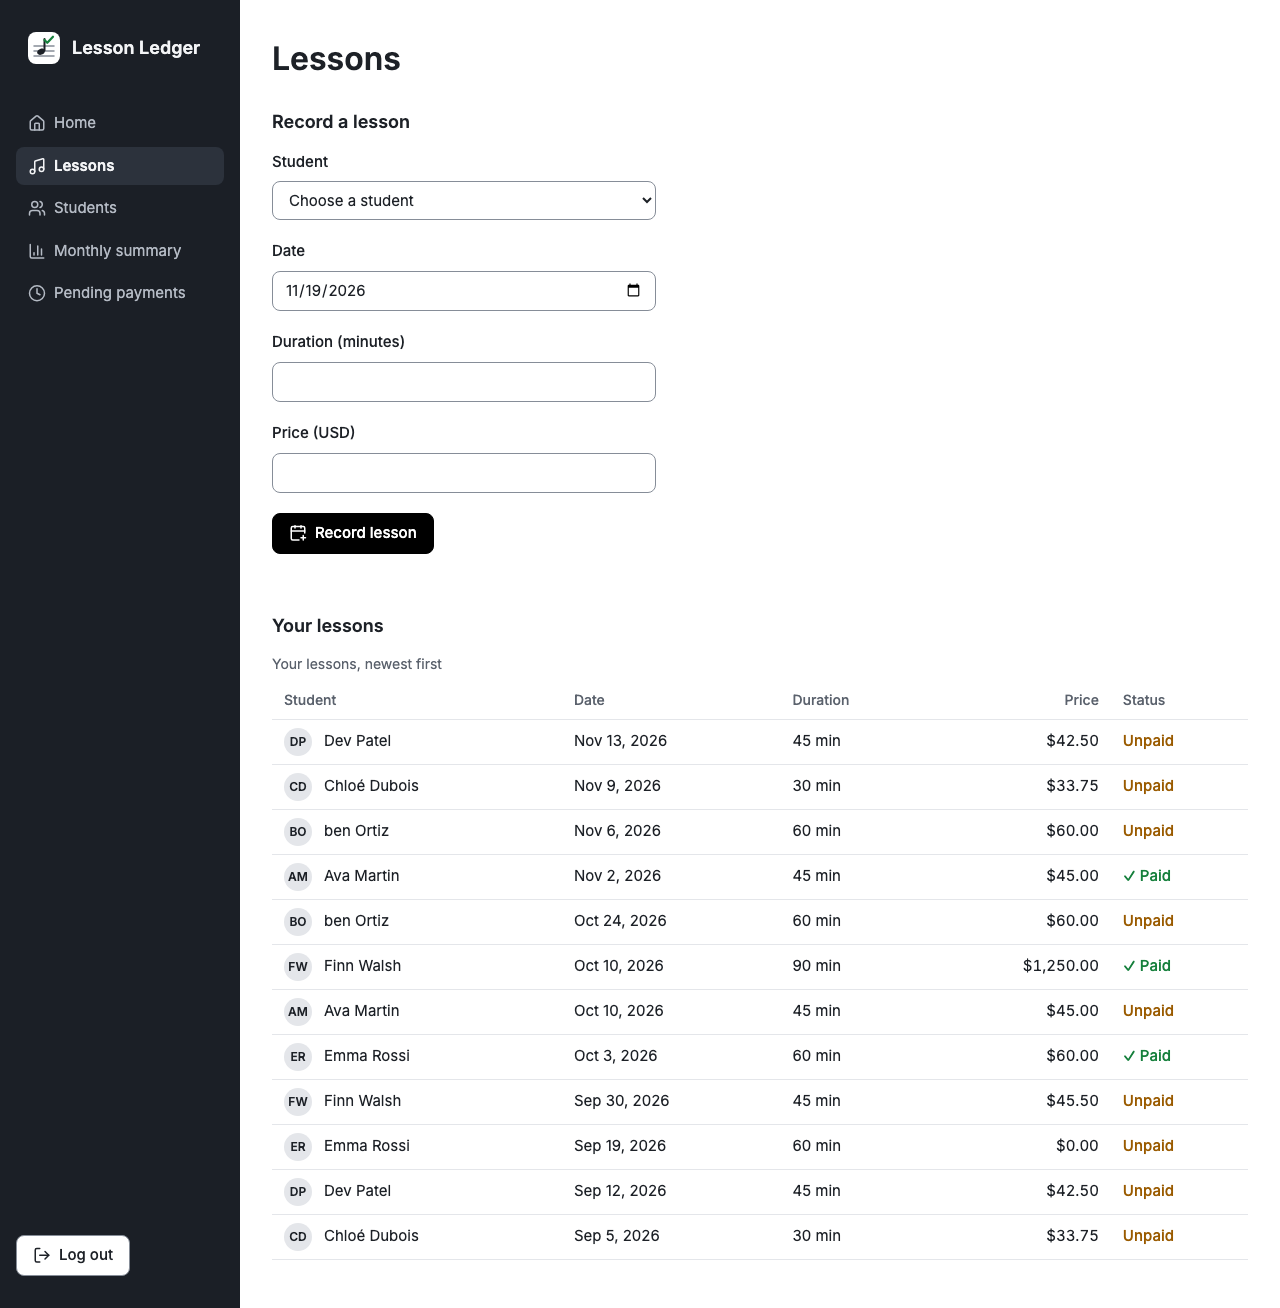 Lesson Ledger
Home
Lessons
Students
Monthly summary
Pending payments
Log out
Lessons
Record a lesson
Student
Choose a student
Date
11/19/2026
Duration (minutes)
Price (USD)
Record lesson
Your lessons
Your lessons, newest first
Student Date Duration Price Status
DP Dev Patel Nov 13, 2026 45 min $42.50 Unpaid
CD Chloé Dubois Nov 9, 2026 30 min $33.75 Unpaid
BO ben Ortiz Nov 6, 2026 60 min $60.00 Unpaid
AM Ava Martin Nov 2, 2026 45 min $45.00 ✓ Paid
BO ben Ortiz Oct 24, 2026 60 min $60.00 Unpaid
FW Finn Walsh Oct 10, 2026 90 min $1,250.00 ✓ Paid
AM Ava Martin Oct 10, 2026 45 min $45.00 Unpaid
ER Emma Rossi Oct 3, 2026 60 min $60.00 ✓ Paid
FW Finn Walsh Sep 30, 2026 45 min $45.50 Unpaid
ER Emma Rossi Sep 19, 2026 60 min $0.00 Unpaid
DP Dev Patel Sep 12, 2026 45 min $42.50 Unpaid
CD Chloé Dubois Sep 5, 2026 30 min $33.75 Unpaid